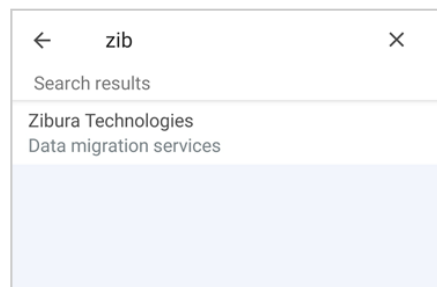 zib
Search results
Zibura Technologies
Data migration services